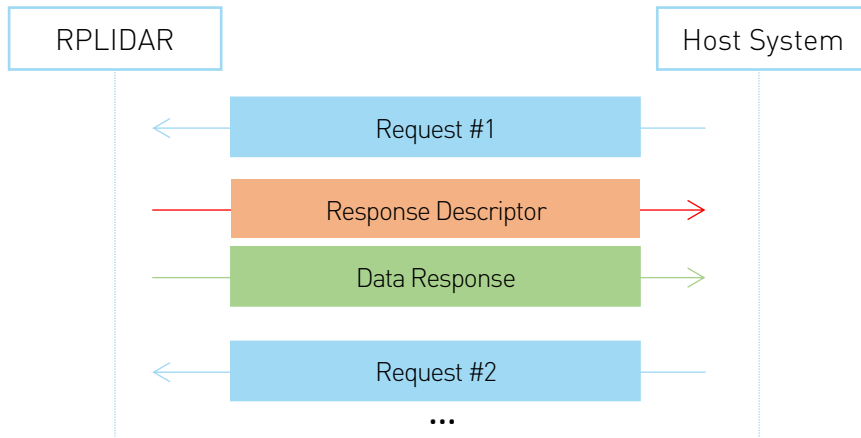 RPLIDAR
Host System
Request #1
Response Descriptor
Data Response
Request #2
...